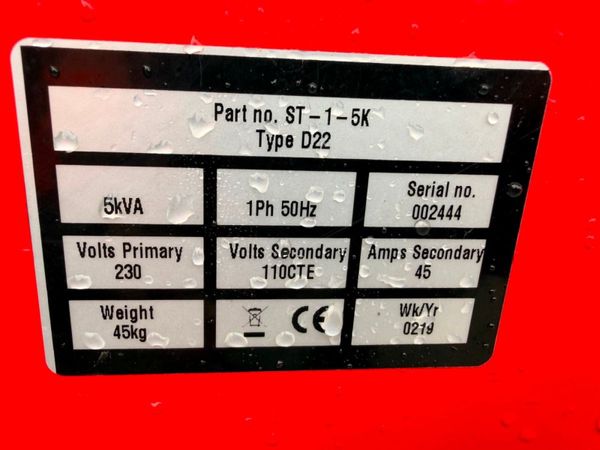 Part no. ST-1-5K
Type D22
5kVA
1Ph 50Hz
Serial no.
002444
Volts Primary
230
Volts Secondary
110CTE
Amps Secondary
45
Weight
45kg
CE
Wk/Yr
0219